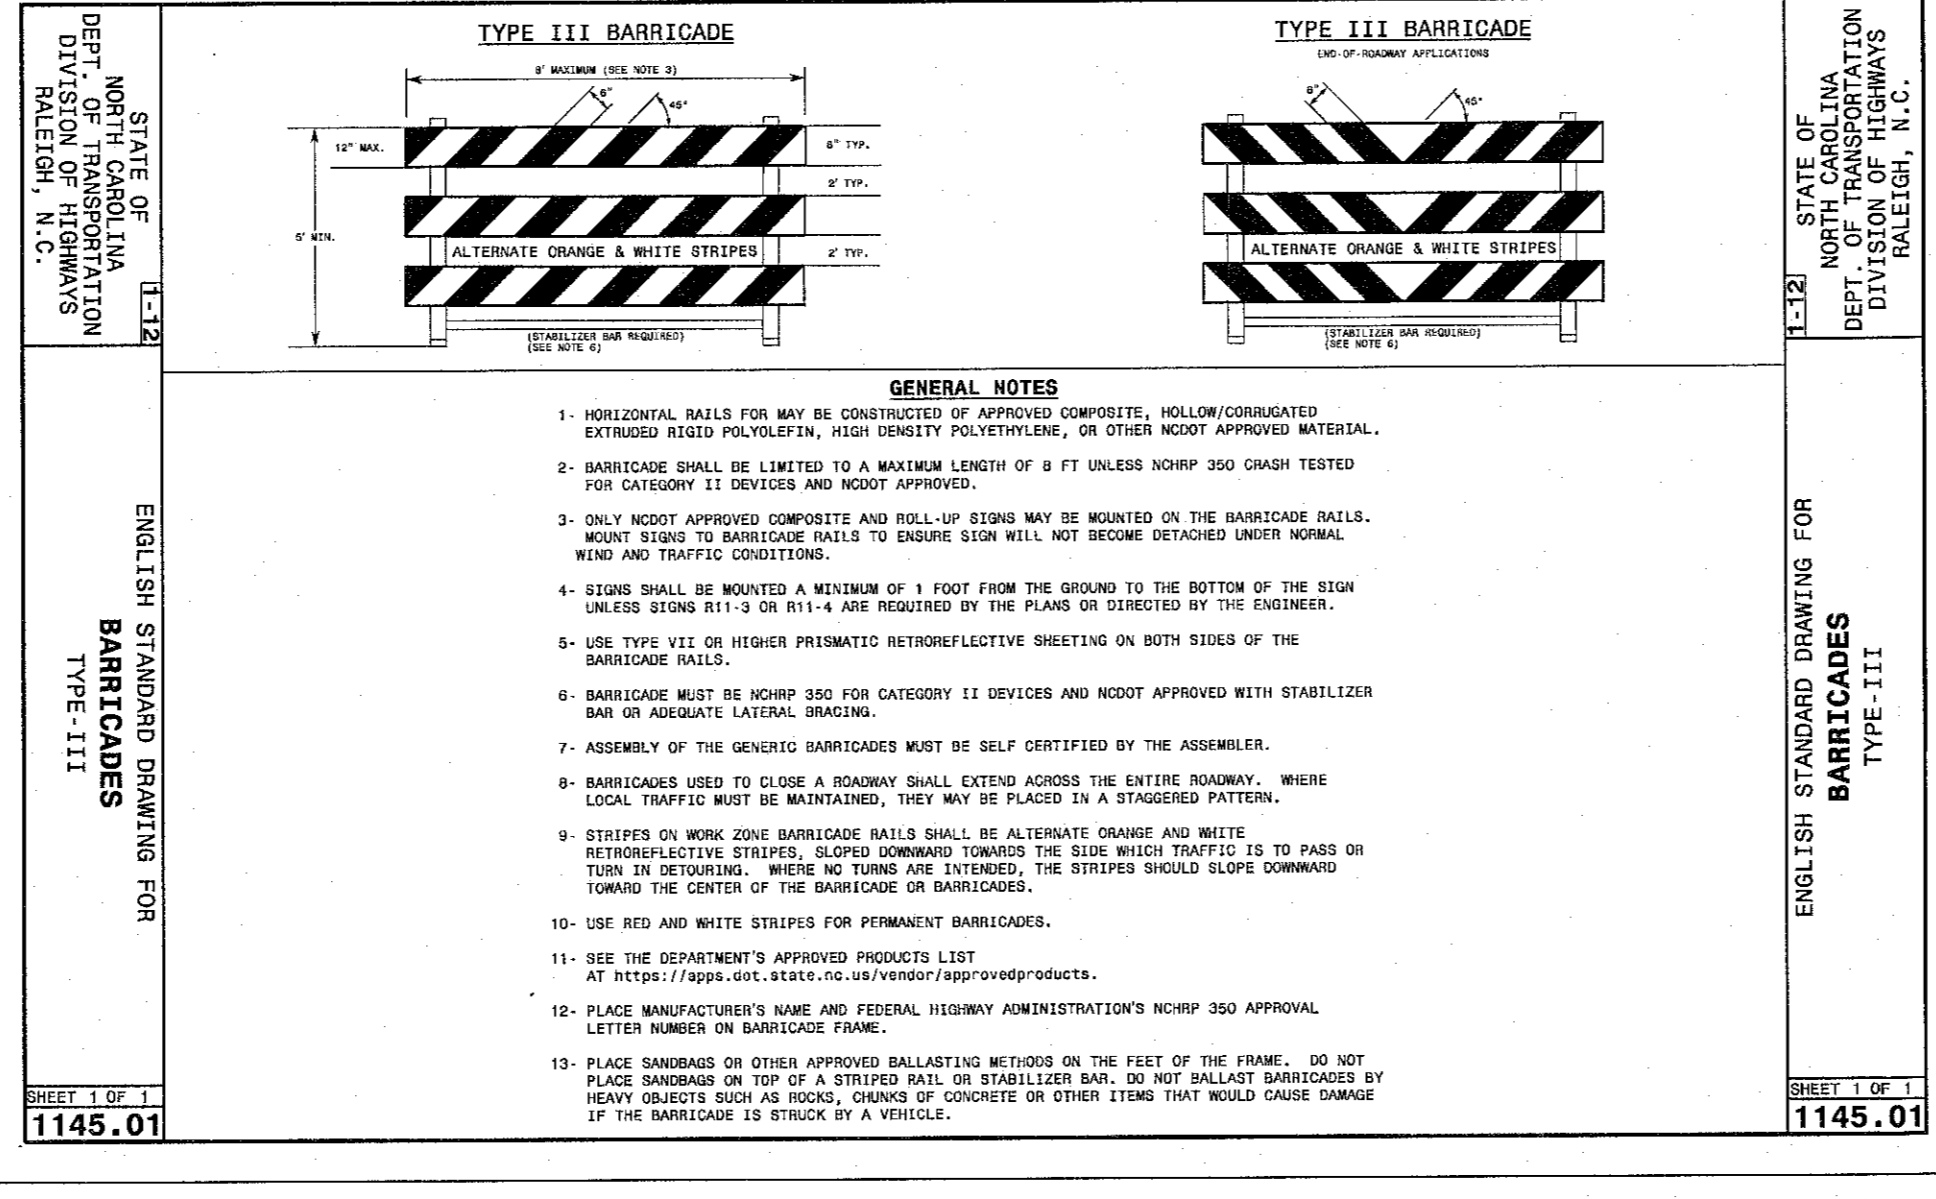 STATE OF
NORTH CAROLINA
DEPT. OF TRANSPORTATION
DIVISION OF HIGHWAYS
RALEIGH, N.C.
1-12
ENGLISH STANDARD DRAWING FOR
BARRICADES
TYPE-III
SHEET 1 OF 1
1145.01
TYPE III BARRICADE
8' MAXIMUM (SEE NOTE 3)
6"
45°
12" MAX.
8" TYP.
2' TYP.
5' MIN.
ALTERNATE ORANGE & WHITE STRIPES
2' TYP.
(STABILIZER BAR REQUIRED)
(SEE NOTE 6)
TYPE III BARRICADE
END-OF-ROADWAY APPLICATIONS
6"
45°
ALTERNATE ORANGE & WHITE STRIPES
(STABILIZER BAR REQUIRED)
(SEE NOTE 6)
GENERAL NOTES
1- HORIZONTAL RAILS FOR MAY BE CONSTRUCTED OF APPROVED COMPOSITE, HOLLOW/CORRUGATED
EXTRUDED RIGID POLYOLEFIN, HIGH DENSITY POLYETHYLENE, OR OTHER NCDOT APPROVED MATERIAL.
2- BARRICADE SHALL BE LIMITED TO A MAXIMUM LENGTH OF 8 FT UNLESS NCHRP 350 CRASH TESTED
FOR CATEGORY II DEVICES AND NCDOT APPROVED.
3- ONLY NCDOT APPROVED COMPOSITE AND ROLL-UP SIGNS MAY BE MOUNTED ON THE BARRICADE RAILS.
MOUNT SIGNS TO BARRICADE RAILS TO ENSURE SIGN WILL NOT BECOME DETACHED UNDER NORMAL
WIND AND TRAFFIC CONDITIONS.
4- SIGNS SHALL BE MOUNTED A MINIMUM OF 1 FOOT FROM THE GROUND TO THE BOTTOM OF THE SIGN
UNLESS SIGNS R11-3 OR R11-4 ARE REQUIRED BY THE PLANS OR DIRECTED BY THE ENGINEER.
5- USE TYPE VII OR HIGHER PRISMATIC RETROREFLECTIVE SHEETING ON BOTH SIDES OF THE
BARRICADE RAILS.
6- BARRICADE MUST BE NCHRP 350 FOR CATEGORY II DEVICES AND NCDOT APPROVED WITH STABILIZER
BAR OR ADEQUATE LATERAL BRACING.
7- ASSEMBLY OF THE GENERIC BARRICADES MUST BE SELF CERTIFIED BY THE ASSEMBLER.
8- BARRICADES USED TO CLOSE A ROADWAY SHALL EXTEND ACROSS THE ENTIRE ROADWAY. WHERE
LOCAL TRAFFIC MUST BE MAINTAINED, THEY MAY BE PLACED IN A STAGGERED PATTERN.
9- STRIPES ON WORK ZONE BARRICADE RAILS SHALL BE ALTERNATE ORANGE AND WHITE
RETROREFLECTIVE STRIPES, SLOPED DOWNWARD TOWARDS THE SIDE WHICH TRAFFIC IS TO PASS OR
TURN IN DETOURING. WHERE NO TURNS ARE INTENDED, THE STRIPES SHOULD SLOPE DOWNWARD
TOWARD THE CENTER OF THE BARRICADE OR BARRICADES.
10- USE RED AND WHITE STRIPES FOR PERMANENT BARRICADES.
11- SEE THE DEPARTMENT'S APPROVED PRODUCTS LIST
AT https://apps.dot.state.nc.us/vendor/approvedproducts.
12- PLACE MANUFACTURER'S NAME AND FEDERAL HIGHWAY ADMINISTRATION'S NCHRP 350 APPROVAL
LETTER NUMBER ON BARRICADE FRAME.
13- PLACE SANDBAGS OR OTHER APPROVED BALLASTING METHODS ON THE FEET OF THE FRAME. DO NOT
PLACE SANDBAGS ON TOP OF A STRIPED RAIL OR STABILIZER BAR. DO NOT BALLAST BARRICADES BY
HEAVY OBJECTS SUCH AS ROCKS, CHUNKS OF CONCRETE OR OTHER ITEMS THAT WOULD CAUSE DAMAGE
IF THE BARRICADE IS STRUCK BY A VEHICLE.
STATE OF
NORTH CAROLINA
DEPT. OF TRANSPORTATION
DIVISION OF HIGHWAYS
RALEIGH, N.C.
1-12
ENGLISH STANDARD DRAWING FOR
BARRICADES
TYPE-III
SHEET 1 OF 1
1145.01